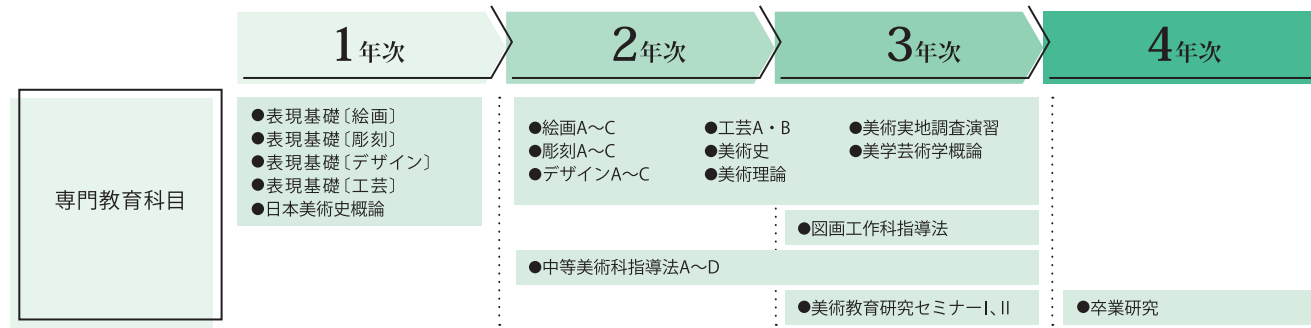 1年次
2年次
3年次
4年次
専門教育科目
●表現基礎〔絵画〕
●表現基礎〔彫刻〕
●表現基礎〔デザイン〕
●表現基礎〔工芸〕
●日本美術史概論
●絵画A〜C
●彫刻A〜C
●デザインA〜C
●工芸A・B
●美術史
●美術理論
●美術実地調査演習
●美学芸術学概論
●図画工作科指導法
●中等美術科指導法A〜D
●美術教育研究セミナーⅠ、Ⅱ
●卒業研究